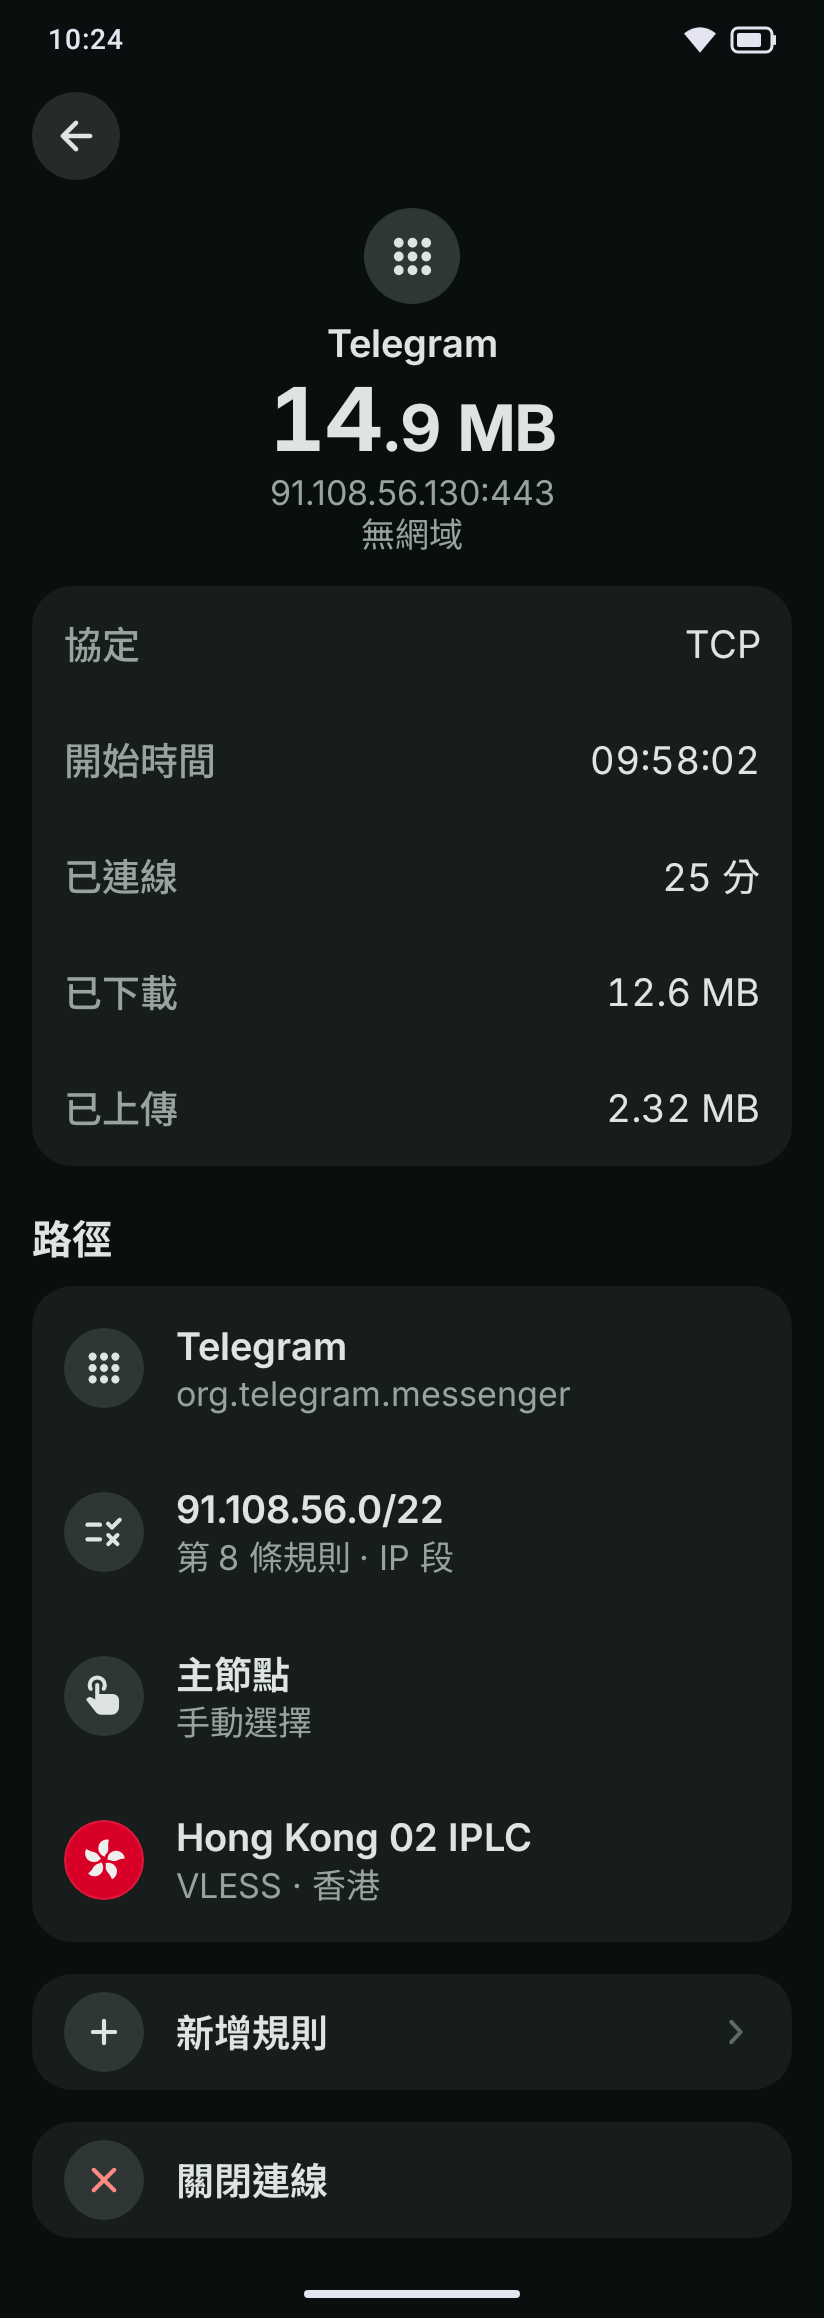 10:24
Telegram
14.9 MB
91.108.56.130:443
無網域
協定 TCP
開始時間 09:58:02
已連線 25 分
已下載 12.6 MB
已上傳 2.32 MB
路徑
Telegram
org.telegram.messenger
91.108.56.0/22
第 8 條規則 · IP 段
主節點
手動選擇
Hong Kong 02 IPLC
VLESS · 香港
新增規則
關閉連線